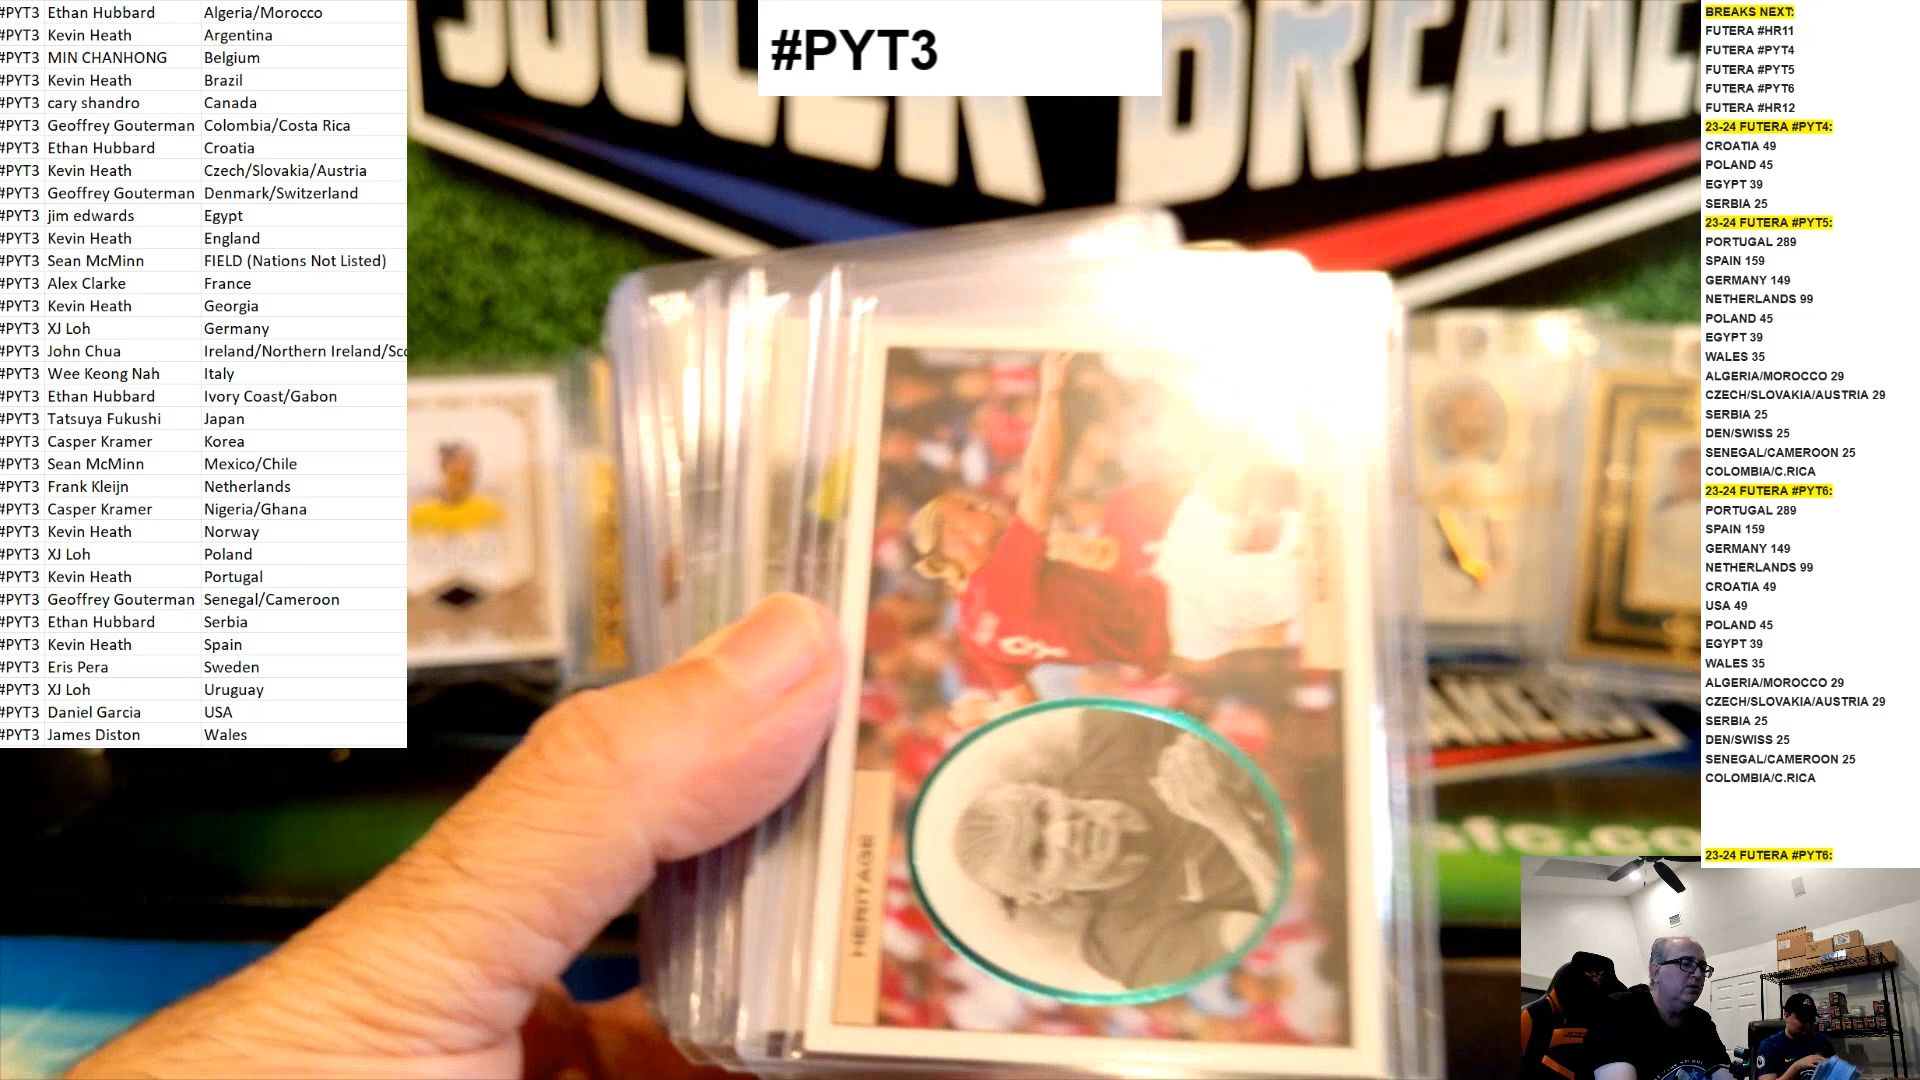 #PYT3 Ethan Hubbard Algeria/Morocco
#PYT3 Kevin Heath Argentina
#PYT3 MIN CHANHONG Belgium
#PYT3 Kevin Heath Brazil
#PYT3 cary shandro Canada
#PYT3 Geoffrey Gouterman Colombia/Costa Rica
#PYT3 Ethan Hubbard Croatia
#PYT3 Kevin Heath Czech/Slovakia/Austria
#PYT3 Geoffrey Gouterman Denmark/Switzerland
#PYT3 jim edwards Egypt
#PYT3 Kevin Heath England
#PYT3 Sean McMinn FIELD (Nations Not Listed)
#PYT3 Alex Clarke France
#PYT3 Kevin Heath Georgia
#PYT3 XJ Loh Germany
#PYT3 John Chua Ireland/Northern Ireland/Sco
#PYT3 Wee Keong Nah Italy
#PYT3 Ethan Hubbard Ivory Coast/Gabon
#PYT3 Tatsuya Fukushi Japan
#PYT3 Casper Kramer Korea
#PYT3 Sean McMinn Mexico/Chile
#PYT3 Frank Kleijn Netherlands
#PYT3 Casper Kramer Nigeria/Ghana
#PYT3 Kevin Heath Norway
#PYT3 XJ Loh Poland
#PYT3 Kevin Heath Portugal
#PYT3 Geoffrey Gouterman Senegal/Cameroon
#PYT3 Ethan Hubbard Serbia
#PYT3 Kevin Heath Spain
#PYT3 Eris Pera Sweden
#PYT3 XJ Loh Uruguay
#PYT3 Daniel Garcia USA
#PYT3 James Diston Wales
#PYT3
SOCCER BREAKE
HERITAGE
BREAKS NEXT:
FUTERA #HR11
FUTERA #PYT4
FUTERA #PYT5
FUTERA #PYT6
FUTERA #HR12
23-24 FUTERA #PYT4:
CROATIA 49
POLAND 45
EGYPT 39
SERBIA 25
23-24 FUTERA #PYT5:
PORTUGAL 289
SPAIN 159
GERMANY 149
NETHERLANDS 99
POLAND 45
EGYPT 39
WALES 35
ALGERIA/MOROCCO 29
CZECH/SLOVAKIA/AUSTRIA 29
SERBIA 25
DEN/SWISS 25
SENEGAL/CAMEROON 25
COLOMBIA/C.RICA
23-24 FUTERA #PYT6:
PORTUGAL 289
SPAIN 159
GERMANY 149
NETHERLANDS 99
CROATIA 49
USA 49
POLAND 45
EGYPT 39
WALES 35
ALGERIA/MOROCCO 29
CZECH/SLOVAKIA/AUSTRIA 29
SERBIA 25
DEN/SWISS 25
SENEGAL/CAMEROON 25
COLOMBIA/C.RICA
23-24 FUTERA #PYT6: